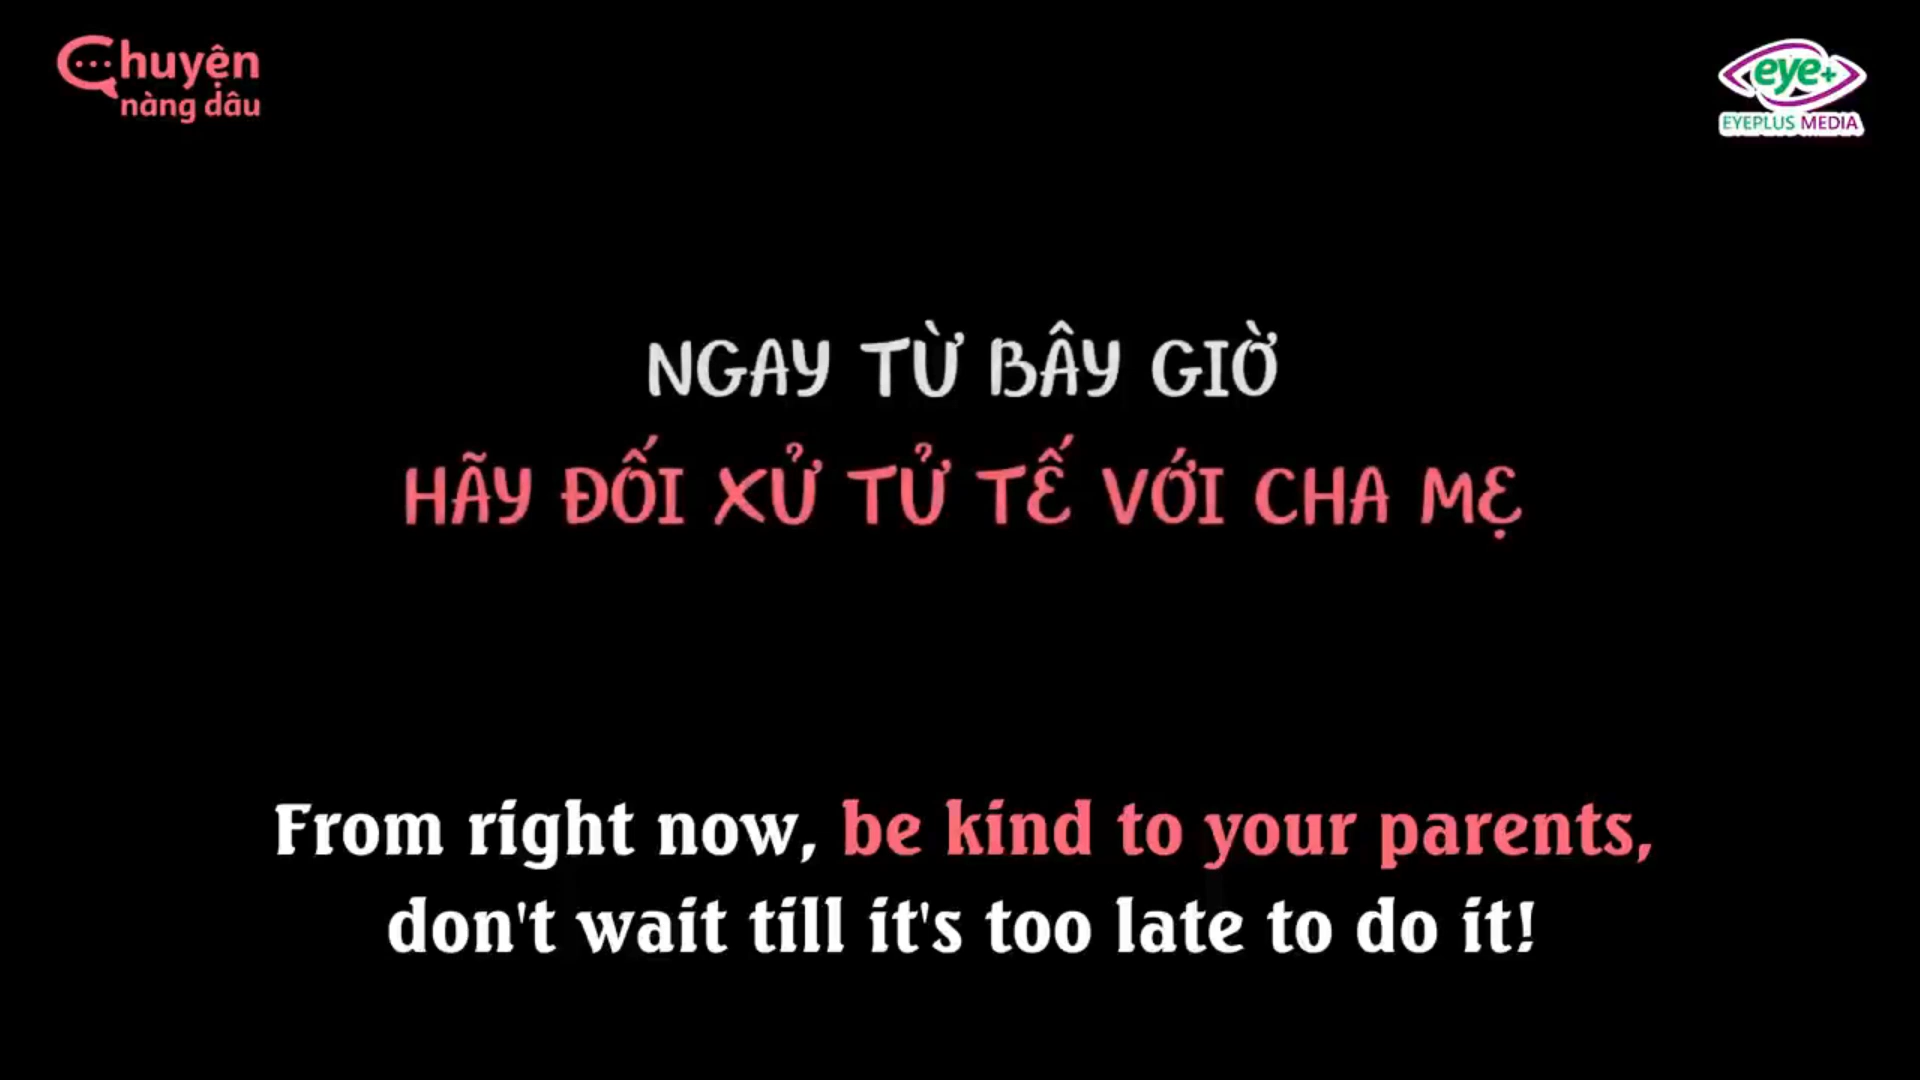 Chuyện
nàng dâu
eye+
EYEPLUS MEDIA
NGAY TỪ BÂY GIỜ
HÃY ĐỐI XỬ TỬ TẾ VỚI CHA MẸ
From right now, be kind to your parents,
don't wait till it's too late to do it!